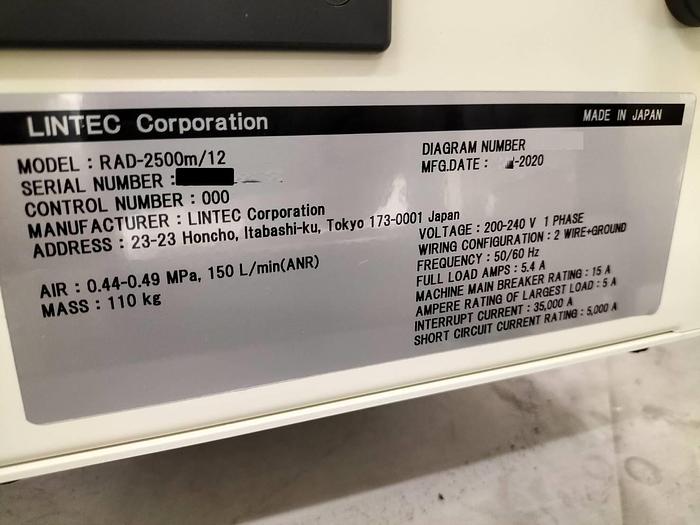 LINTEC Corporation
MADE IN JAPAN
MODEL : RAD-2500m/12
SERIAL NUMBER :
CONTROL NUMBER : 000
MANUFACTURER : LINTEC Corporation
ADDRESS : 23-23 Honcho, Itabashi-ku, Tokyo 173-0001 Japan
AIR : 0.44-0.49 MPa, 150 L/min(ANR)
MASS : 110 kg
DIAGRAM NUMBER
MFG.DATE : -2020
VOLTAGE : 200-240 V 1 PHASE
WIRING CONFIGURATION : 2 WIRE+GROUND
FREQUENCY : 50/60 Hz
FULL LOAD AMPS : 5.4 A
MACHINE MAIN BREAKER RATING : 15 A
AMPERE RATING OF LARGEST LOAD : 5 A
INTERRUPT CURRENT : 35,000 A
SHORT CIRCUIT CURRENT RATING : 5,000 A